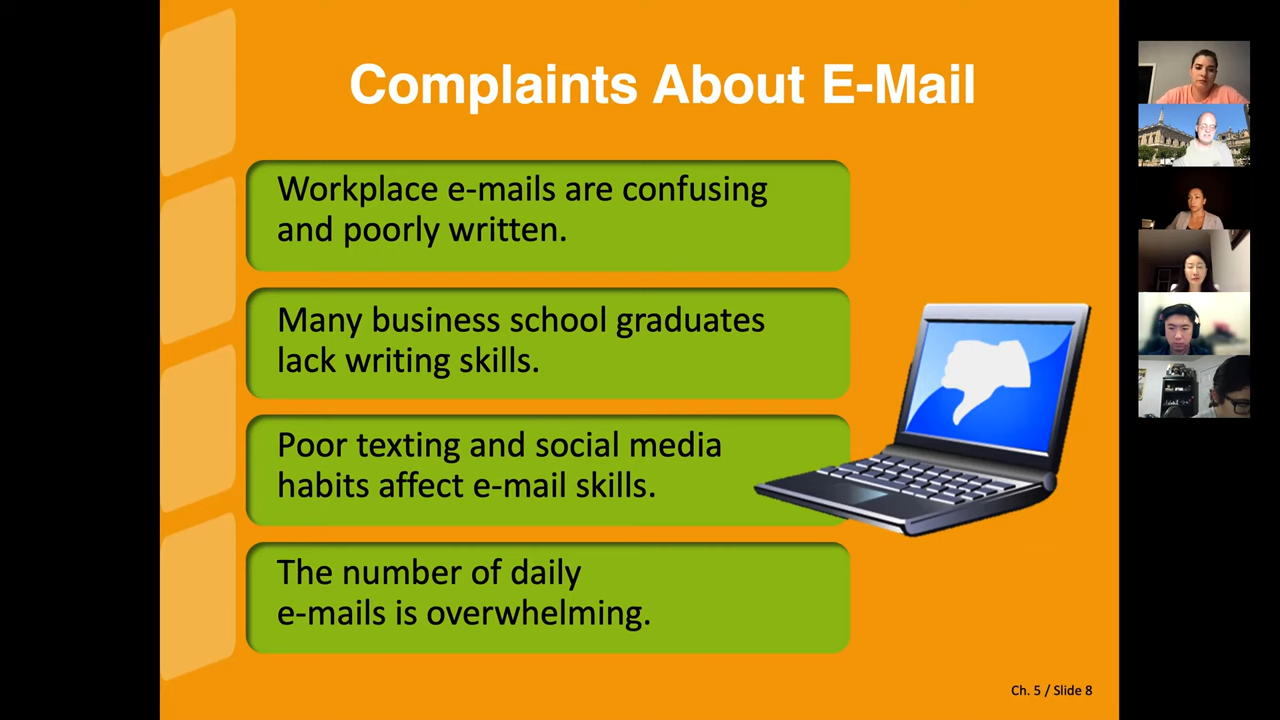 Complaints About E-Mail
Workplace e-mails are confusing
and poorly written.
Many business school graduates
lack writing skills.
Poor texting and social media
habits affect e-mail skills.
The number of daily
e-mails is overwhelming.
Ch. 5 / Slide 8